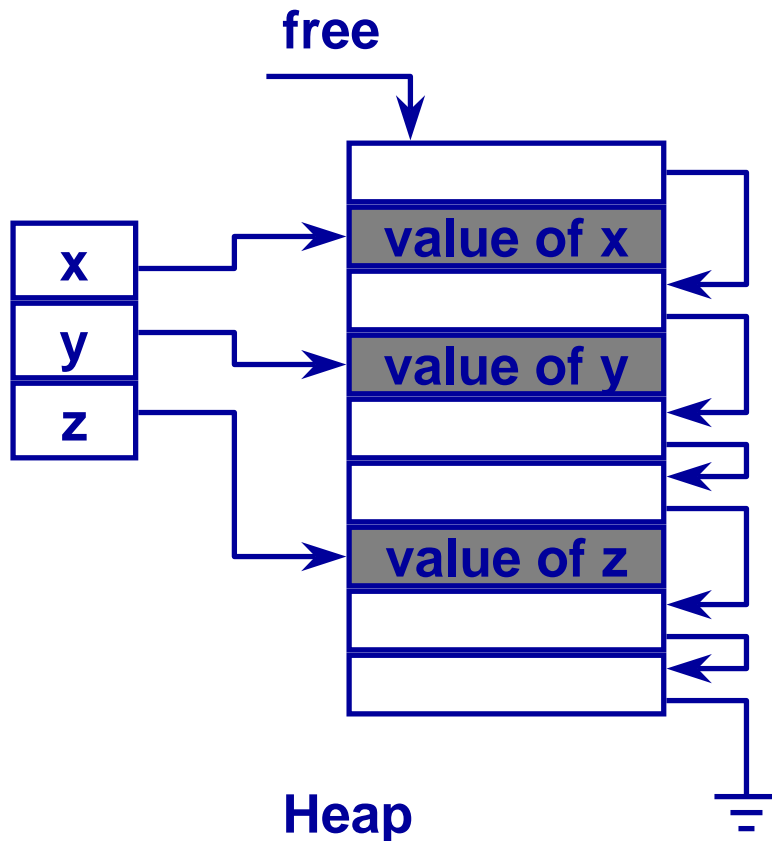 free
x
value of x
y
value of y
z
value of z
Heap